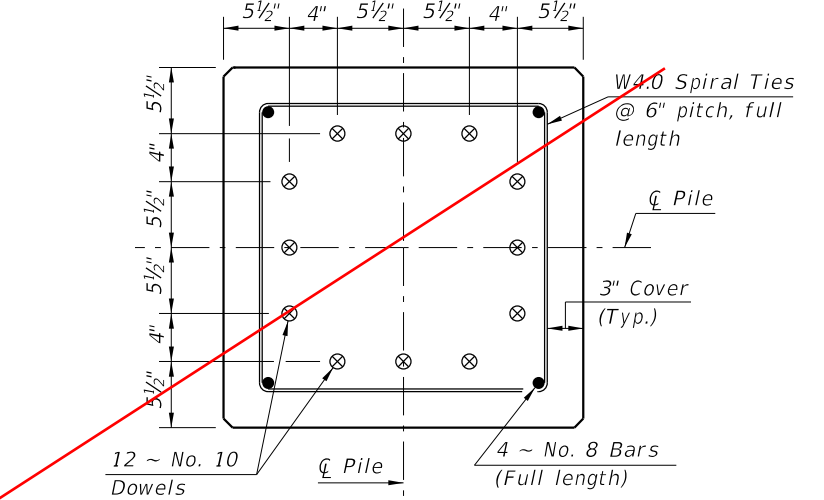 5½" 4" 5½" 5½" 4" 5½"
5½"
4"
5½"
5½"
4"
5½"
W4.0 Spiral Ties
@ 6" pitch, full
length
℄ Pile
3" Cover
(Typ.)
12 ~ No. 10
Dowels
℄ Pile
4 ~ No. 8 Bars
(Full length)